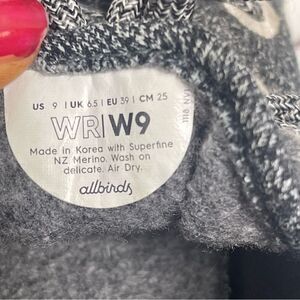 US 9 | UK 6.5 | EU 39 | CM 25
WR|W9
Made in Korea with Superfine
NZ Merino. Wash on
delicate. Air Dry.
allbirds